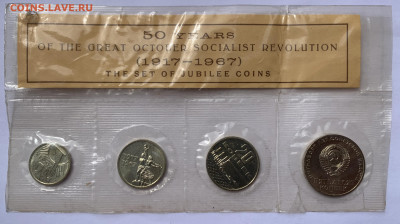 COINS.LAVE.RU
50 YEARS
OF THE GREAT OCTOBER SOCIALIST REVOLUTION
(1917—1967)
THE SET OF JUBILEE COINS